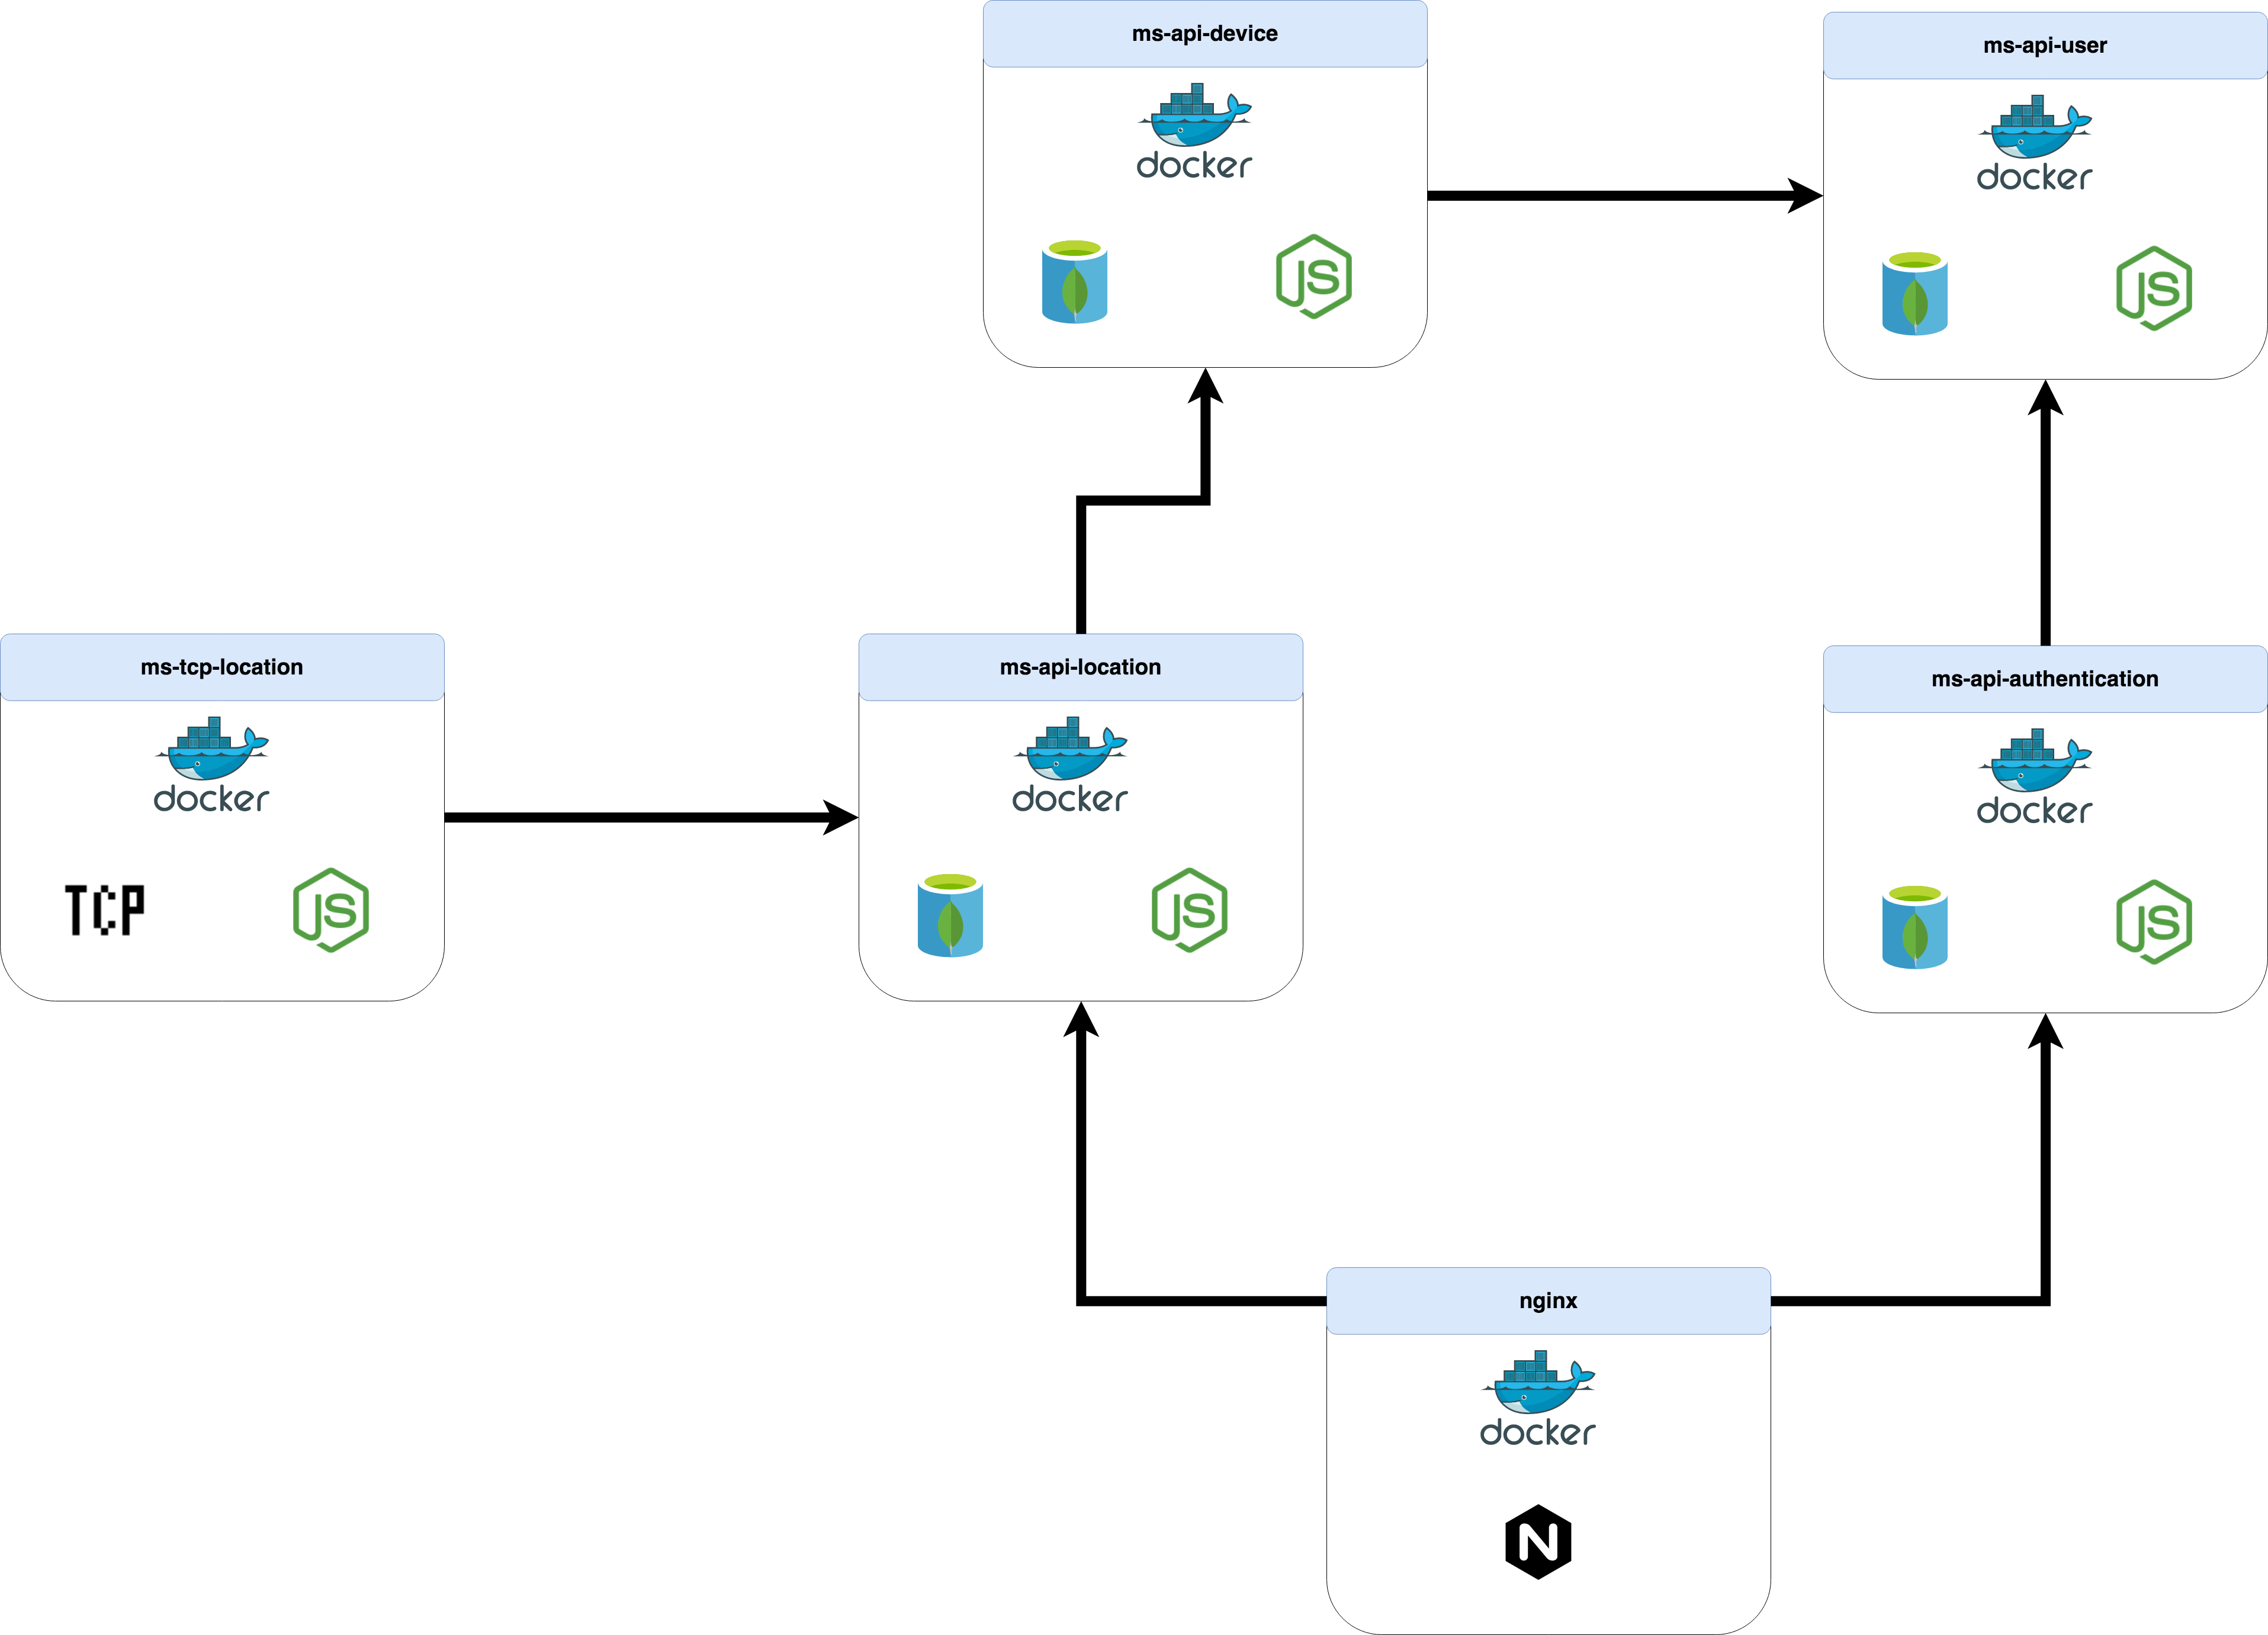 ms-api-device
docker
JS
ms-api-user
docker
JS
ms-tcp-location
docker
TCP
JS
ms-api-location
docker
JS
ms-api-authentication
docker
JS
nginx
docker
N